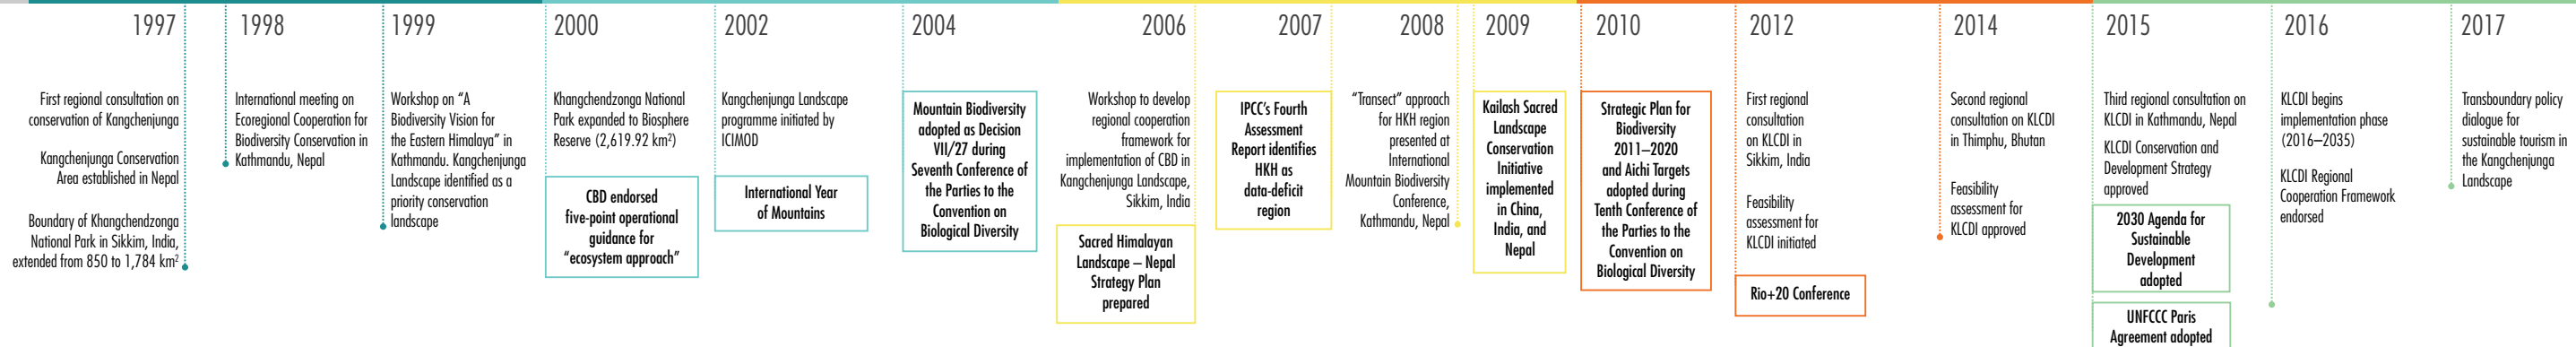 1997
First regional consultation on
conservation of Kangchenjunga
Kangchenjunga Conservation
Area established in Nepal
Boundary of Khangchendzonga
National Park in Sikkim, India,
extended from 850 to 1,784 km²
1998
International meeting on
Ecoregional Cooperation for
Biodiversity Conservation in
Kathmandu, Nepal
1999
Workshop on “A
Biodiversity Vision for
the Eastern Himalaya” in
Kathmandu. Kangchenjunga
Landscape identified as a
priority conservation
landscape
2000
Khangchendzonga National
Park expanded to Biosphere
Reserve (2,619.92 km²)
CBD endorsed
five-point operational
guidance for
“ecosystem approach”
2002
Kangchenjunga Landscape
programme initiated by
ICIMOD
International Year
of Mountains
2004
Mountain Biodiversity
adopted as Decision
VII/27 during
Seventh Conference of
the Parties to the
Convention on
Biological Diversity
2006
Workshop to develop
regional cooperation
framework for
implementation of CBD in
Kangchenjunga Landscape,
Sikkim, India
Sacred Himalayan
Landscape – Nepal
Strategy Plan
prepared
2007
IPCC’s Fourth
Assessment
Report identifies
HKH as
data-deficit
region
2008
“Transect” approach
for HKH region
presented at
International
Mountain Biodiversity
Conference,
Kathmandu, Nepal
2009
Kailash Sacred
Landscape
Conservation
Initiative
implemented
in China,
India, and
Nepal
2010
Strategic Plan for
Biodiversity
2011–2020
and Aichi Targets
adopted during
Tenth Conference of
the Parties to the
Convention on
Biological Diversity
2012
First regional
consultation
on KLCDI in
Sikkim, India
Feasibility
assessment for
KLCDI initiated
Rio+20 Conference
2014
Second regional
consultation on KLCDI
in Thimphu, Bhutan
Feasibility
assessment for
KLCDI approved
2015
Third regional consultation on
KLCDI in Kathmandu, Nepal
KLCDI Conservation and
Development Strategy
approved
2030 Agenda for
Sustainable
Development
adopted
UNFCCC Paris
Agreement adopted
2016
KLCDI begins
implementation phase
(2016–2035)
KLCDI Regional
Cooperation Framework
endorsed
2017
Transboundary policy
dialogue for
sustainable tourism in
the Kangchenjunga
Landscape